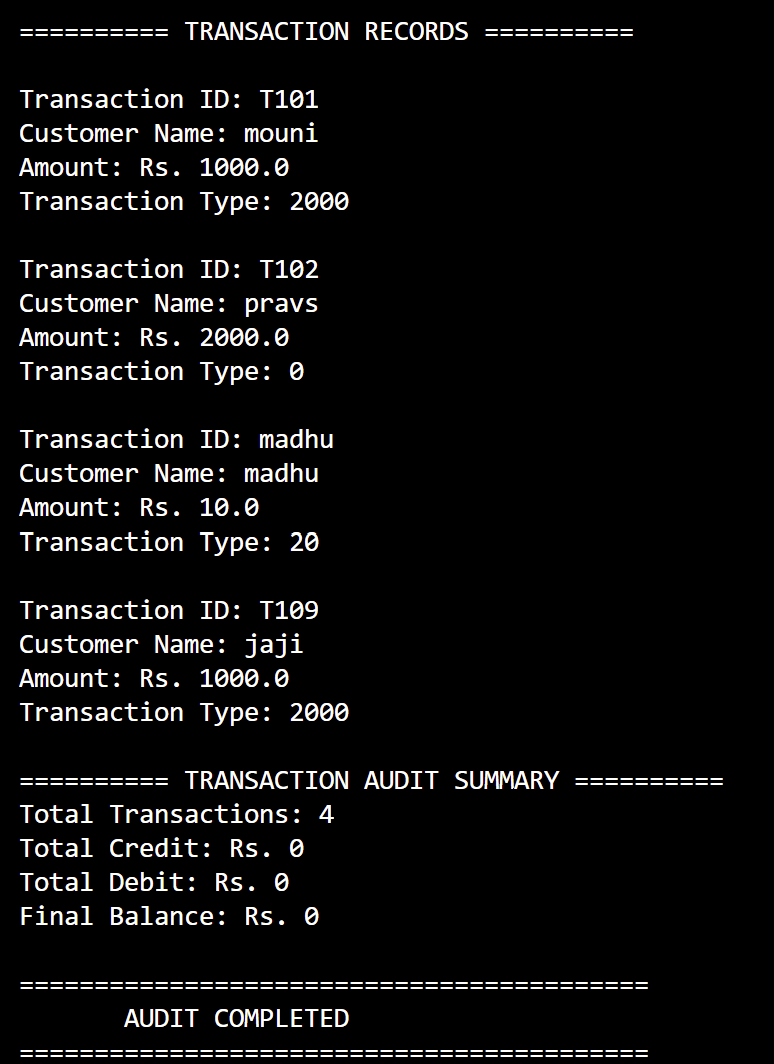 ========== TRANSACTION RECORDS ==========
Transaction ID: T101
Customer Name: mouni
Amount: Rs. 1000.0
Transaction Type: 2000
Transaction ID: T102
Customer Name: pravs
Amount: Rs. 2000.0
Transaction Type: 0
Transaction ID: madhu
Customer Name: madhu
Amount: Rs. 10.0
Transaction Type: 20
Transaction ID: T109
Customer Name: jaji
Amount: Rs. 1000.0
Transaction Type: 2000
========== TRANSACTION AUDIT SUMMARY ==========
Total Transactions: 4
Total Credit: Rs. 0
Total Debit: Rs. 0
Final Balance: Rs. 0
==========================================
AUDIT COMPLETED
==========================================